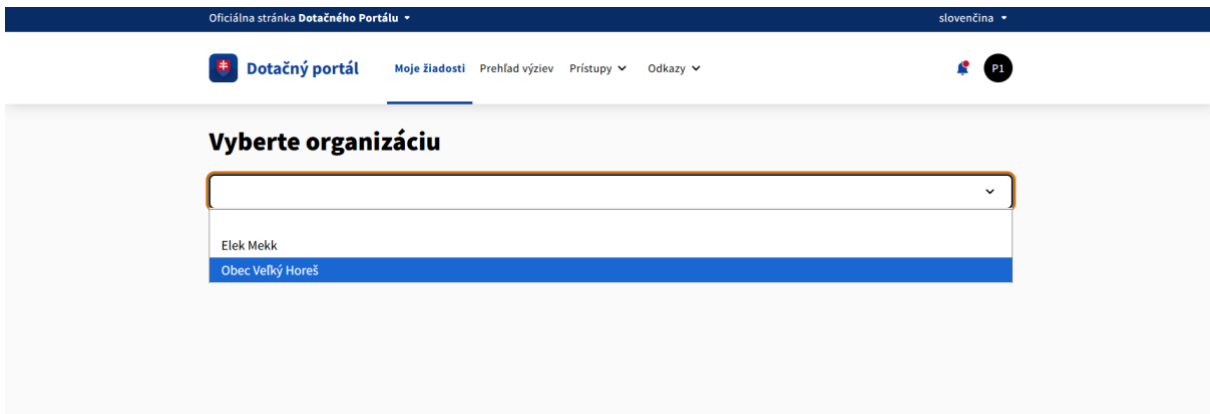 Oficiálna stránka Dotačného Portálu
slovenčina
Dotačný portál
Moje žiadosti
Prehľad výziev
Prístupy
Odkazy
P1
Vyberte organizáciu
Elek Mekk
Obec Veľký Horeš